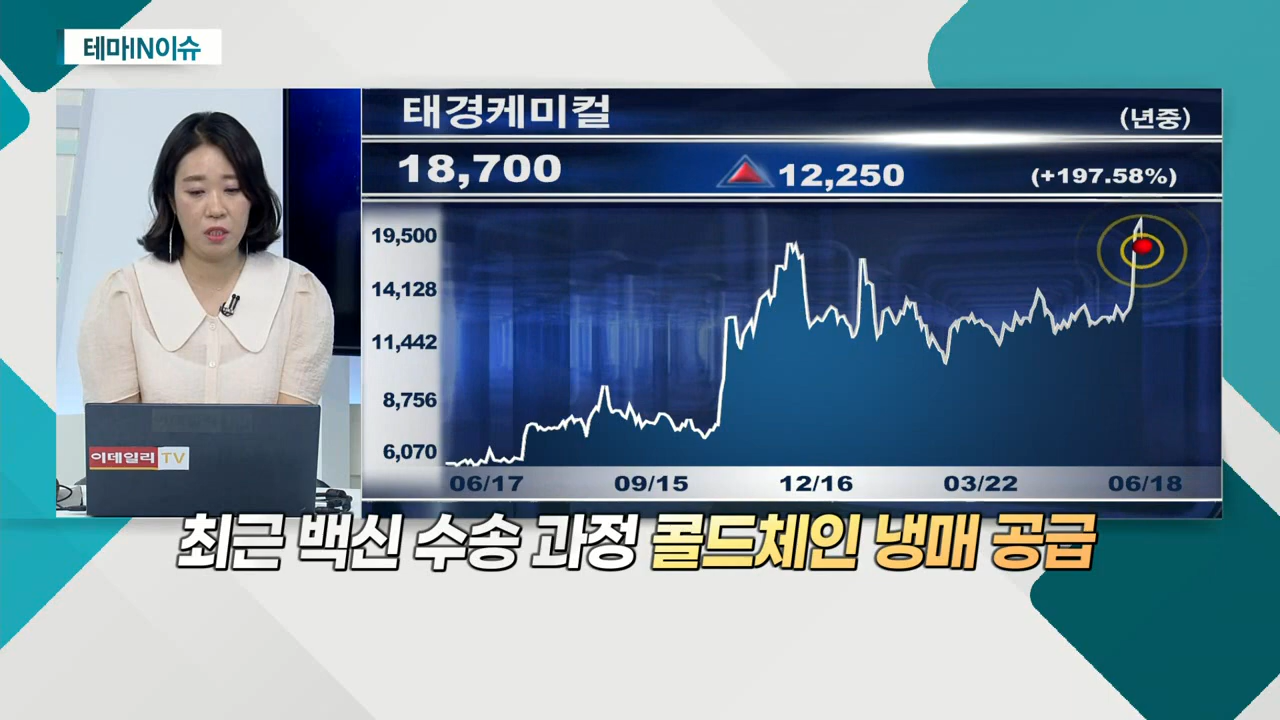 테마IN이슈
태경케미컬
(년중)
18,700
12,250
(+197.58%)
19,500
14,128
11,442
8,756
6,070
06/17
09/15
12/16
03/22
06/18
이데일리TV
최근 백신 수송 과정 콜드체인 냉매 공급